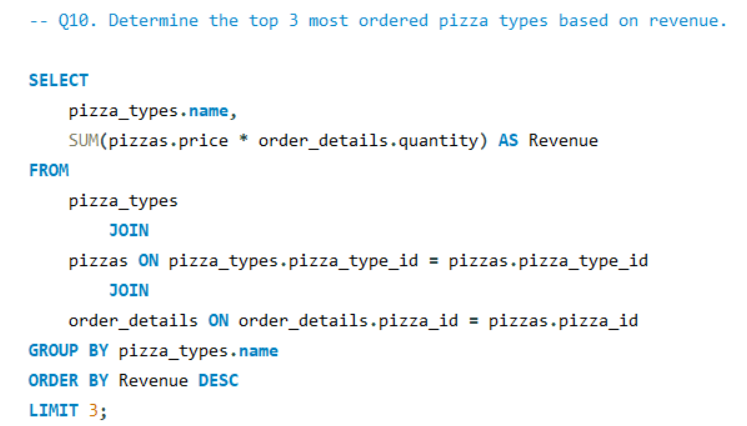 -- Q10. Determine the top 3 most ordered pizza types based on revenue.
SELECT
pizza_types.name,
SUM(pizzas.price * order_details.quantity) AS Revenue
FROM
pizza_types
JOIN
pizzas ON pizza_types.pizza_type_id = pizzas.pizza_type_id
JOIN
order_details ON order_details.pizza_id = pizzas.pizza_id
GROUP BY pizza_types.name
ORDER BY Revenue DESC
LIMIT 3;